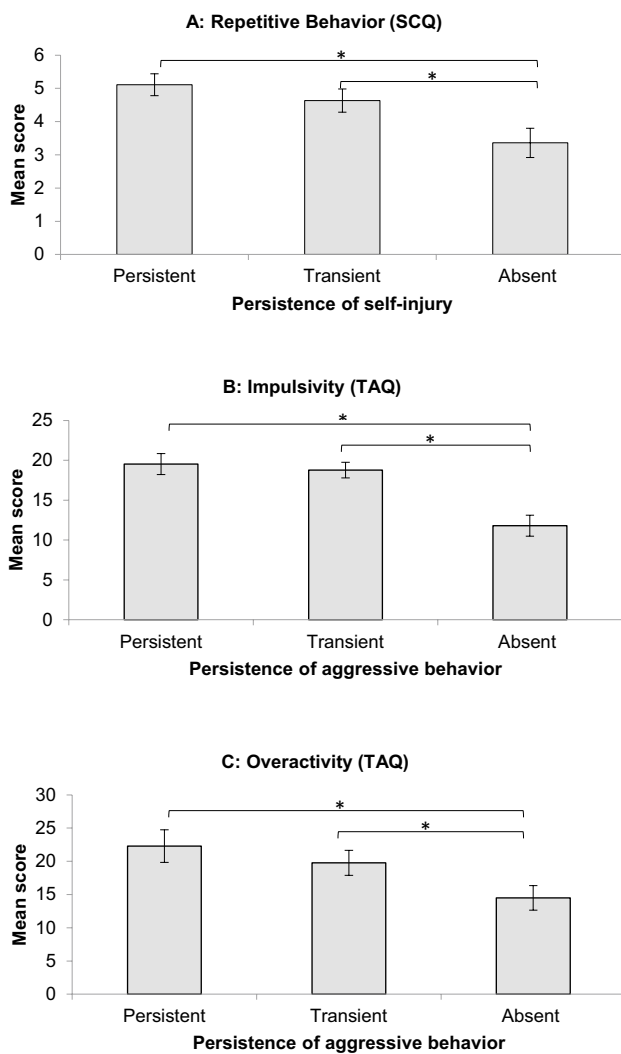 A: Repetitive Behavior (SCQ)
6
5
4
3
2
1
0
Mean score
*
*
Persistent Transient Absent
Persistence of self-injury
B: Impulsivity (TAQ)
25
20
15
10
5
0
Mean score
*
*
Persistent Transient Absent
Persistence of aggressive behavior
C: Overactivity (TAQ)
30
25
20
15
10
5
0
Mean score
*
*
Persistent Transient Absent
Persistence of aggressive behavior